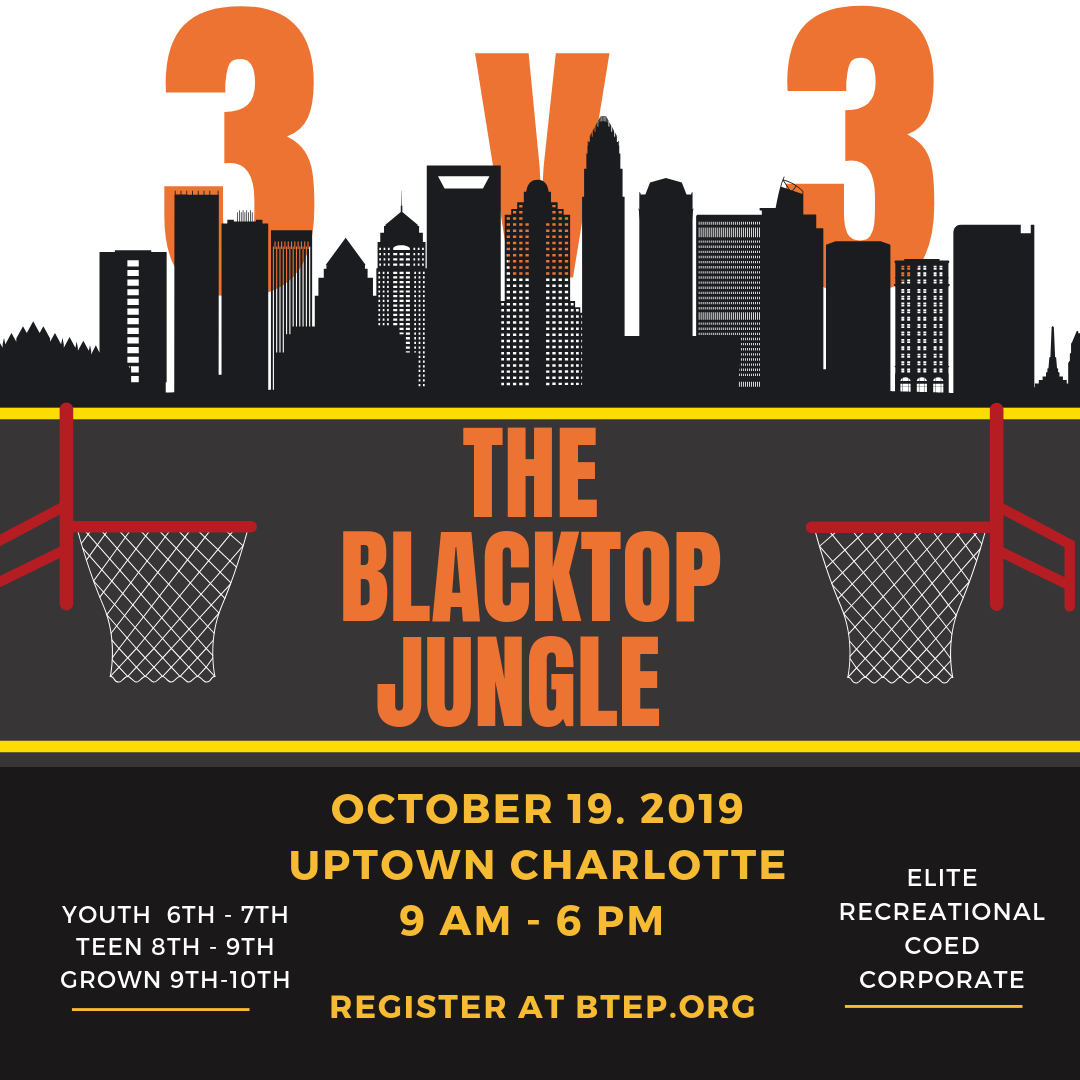 3 v 3
THE
BLACKTOP
JUNGLE
OCTOBER 19. 2019
UPTOWN CHARLOTTE
9 AM - 6 PM
YOUTH  6TH - 7TH
TEEN 8TH - 9TH
GROWN 9TH-10TH
ELITE
RECREATIONAL
COED
CORPORATE
REGISTER AT BTEP.ORG